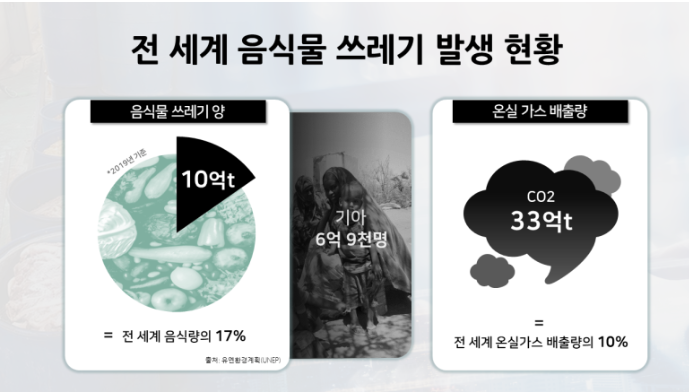 전 세계 음식물 쓰레기 발생 현황
음식물 쓰레기 양
*2019년 기준
10억t
= 전 세계 음식량의 17%
출처: 유엔환경계획(UNEP)
기아
6억 9천명
온실 가스 배출량
CO2
33억t
=
전 세계 온실가스 배출량의 10%